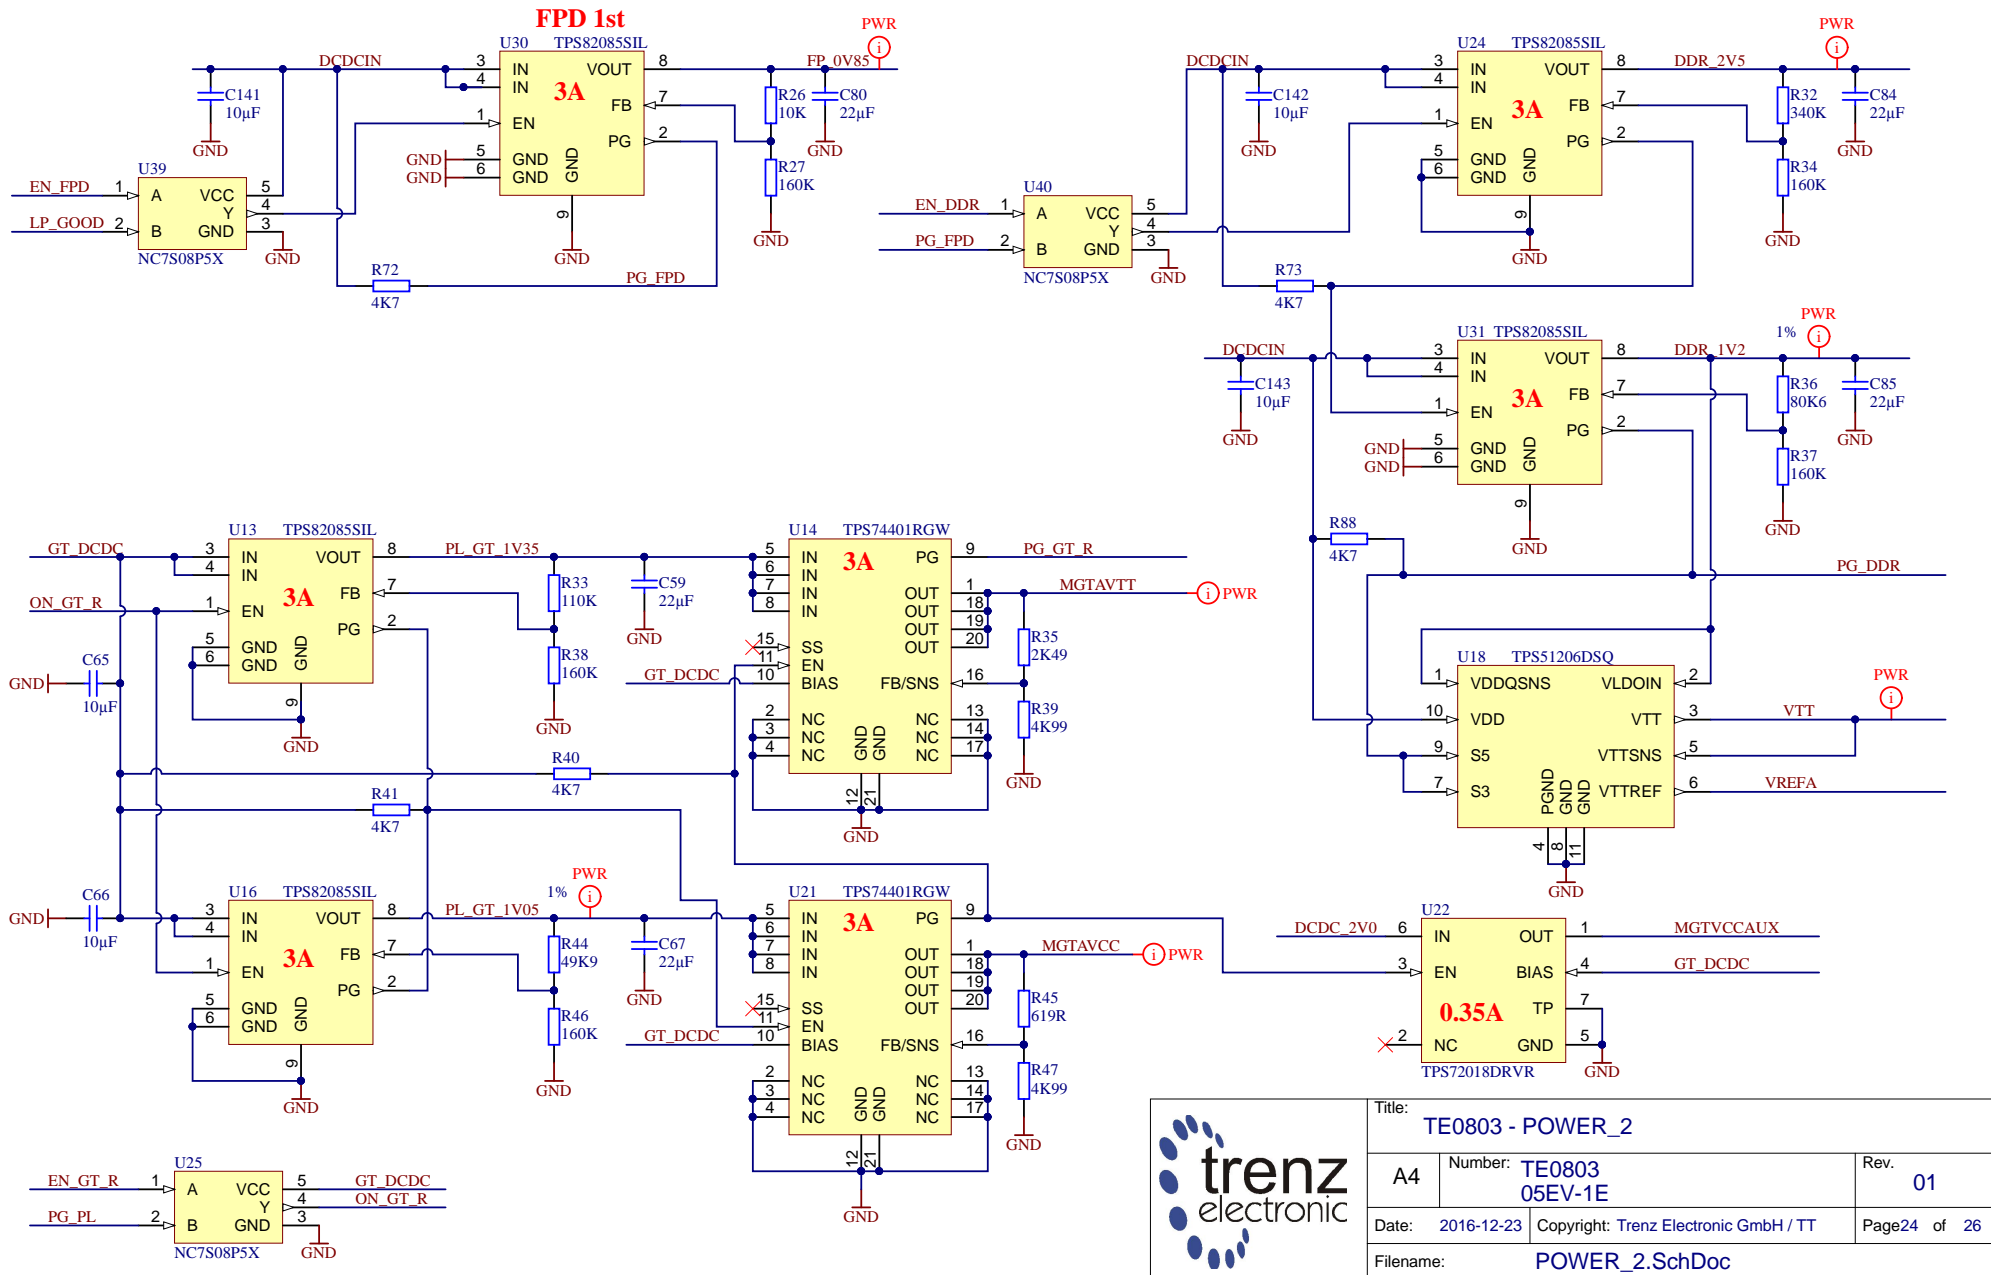 FPD 1st
U30 TPS82085SIL
DCDCIN
3 IN VOUT 8
4 IN
3A
FB 7
1 EN
PG 2
5 GND
6 GND
GND
9
GND
GND
GND
FP_0V85
PWR
i
C141
10µF
GND
R26
10K
C80
22µF
GND
R27
160K
GND
U39
EN_FPD 1 A VCC 5
Y 4
LP_GOOD 2 B GND 3
NC7S08P5X
GND
R72
4K7
PG_FPD
U24 TPS82085SIL
DCDCIN
3 IN VOUT 8
4 IN
3A
FB 7
1 EN
PG 2
5 GND
6 GND
GND
9
GND
DDR_2V5
PWR
i
C142
10µF
GND
R32
340K
C84
22µF
GND
R34
160K
GND
U40
EN_DDR 1 A VCC 5
Y 4
PG_FPD 2 B GND 3
NC7S08P5X
GND
R73
4K7
U31 TPS82085SIL
DCDCIN
3 IN VOUT 8
4 IN
3A
FB 7
1 EN
PG 2
GND 5 GND
GND 6 GND
GND
9
GND
DDR_1V2
1%
PWR
i
C143
10µF
GND
R36
80K6
C85
22µF
GND
R37
160K
GND
R88
4K7
PG_DDR
U13 TPS82085SIL
GT_DCDC
3 IN VOUT 8
4 IN
3A
FB 7
ON_GT_R
1 EN
PG 2
5 GND
6 GND
GND
9
GND
PL_GT_1V35
R33
110K
C59
22µF
GND
R38
160K
GND
GND
C65
10µF
U14 TPS74401RGW
3A
5 IN PG 9
6 IN
7 IN OUT 1
8 IN OUT 18
OUT 19
15 SS OUT 20
11 EN
GT_DCDC 10 BIAS FB/SNS 16
2 NC NC 13
3 NC NC 14
4 NC NC 17
GND
GND
12
21
GND
PG_GT_R
MGTAVTT
i PWR
R35
2K49
R39
4K99
GND
U18 TPS51206DSQ
1 VDDQSNS VLDOIN 2
10 VDD VTT 3
9 S5 VTTSNS 5
7 S3 VTTREF 6
PGND
GND
GND
4
8
11
GND
VTT
PWR
i
VREFA
R40
4K7
R41
4K7
GND
C66
10µF
U16 TPS82085SIL
3 IN VOUT 8
4 IN
3A
FB 7
1 EN
PG 2
5 GND
6 GND
GND
9
GND
PL_GT_1V05
1%
PWR
i
R44
49K9
C67
22µF
GND
R46
160K
GND
U21 TPS74401RGW
3A
5 IN PG 9
6 IN
7 IN OUT 1
8 IN OUT 18
OUT 19
15 SS OUT 20
11 EN
GT_DCDC 10 BIAS FB/SNS 16
2 NC NC 13
3 NC NC 14
4 NC NC 17
GND
GND
12
21
GND
MGTAVCC
i PWR
R45
619R
R47
4K99
GND
U22
DCDC_2V0 6 IN OUT 1 MGTVCCAUX
3 EN BIAS 4 GT_DCDC
0.35A
TP 7
2 NC GND 5
TPS72018DRVR
GND
U25
EN_GT_R 1 A VCC 5 GT_DCDC
Y 4 ON_GT_R
PG_PL 2 B GND 3
NC7S08P5X
GND
trenz
electronic
Title:
TE0803 - POWER_2
A4
Number: TE0803
05EV-1E
Rev.
01
Date: 2016-12-23
Copyright: Trenz Electronic GmbH / TT
Page24 of 26
Filename: POWER_2.SchDoc